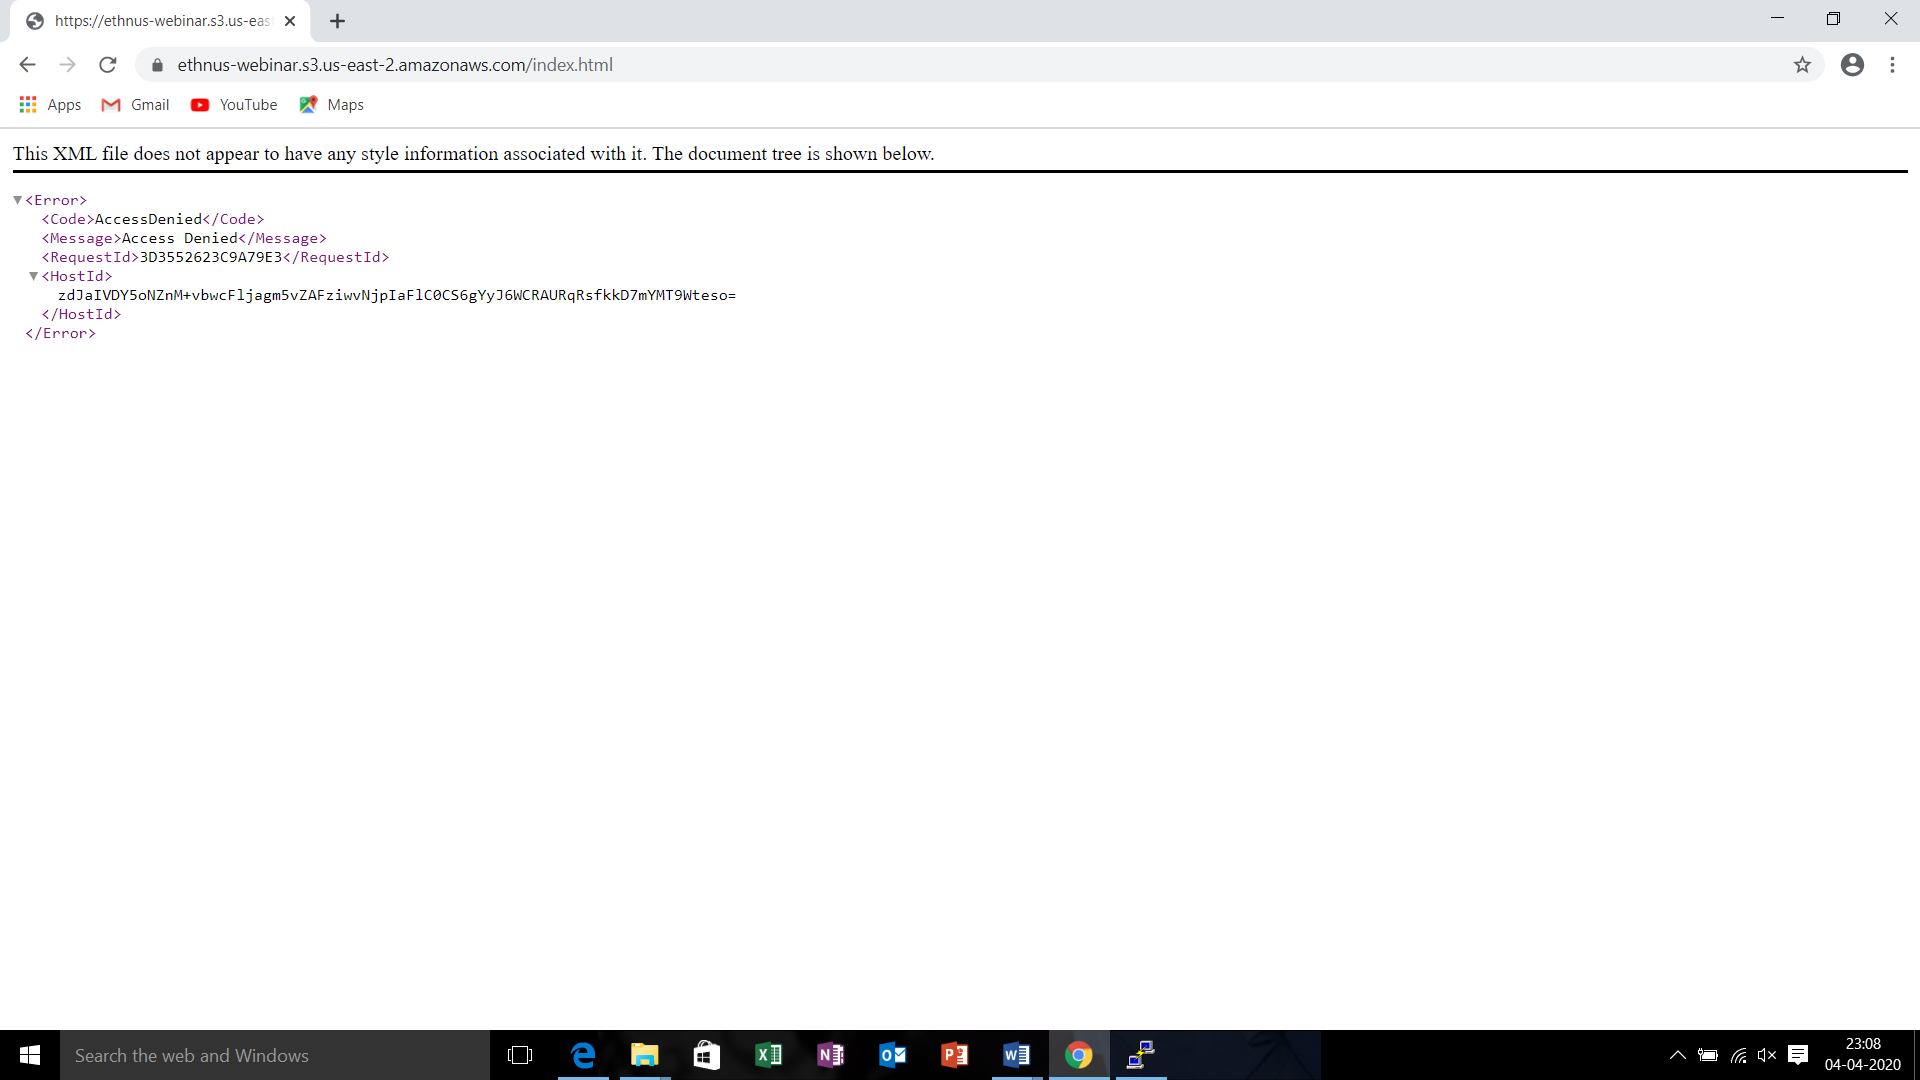 https://ethnus-webinar.s3.us-eas
ethnus-webinar.s3.us-east-2.amazonaws.com/index.html
Apps Gmail YouTube Maps
This XML file does not appear to have any style information associated with it. The document tree is shown below.
<Error>
<Code>AccessDenied</Code>
<Message>Access Denied</Message>
<RequestId>3D3552623C9A79E3</RequestId>
<HostId>
zdJaIVDY5oNZnM+vbwcFljagm5vZAFziwvNjpIaFlC0CS6gYyJ6WCRAURqRsfkkD7mYMT9Wteso=
</HostId>
</Error>
Search the web and Windows
23:08
04-04-2020